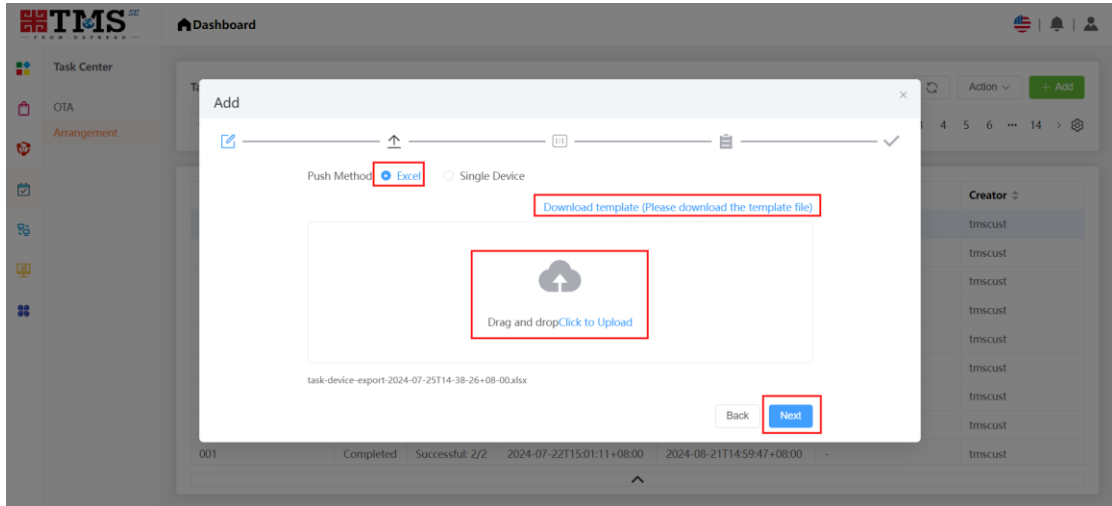 TMS SE
FROM UEFREAD
Dashboard
Task Center
OTA
Arrangement
Action
+ Add
4 5 6 ••• 14 >
Add
Push Method Excel Single Device
Download template (Please download the template file)
Drag and dropClick to Upload
task-device-export-2024-07-25T14-38-26+08-00.xlsx
Back Next
Creator
tmscust
tmscust
tmscust
tmscust
tmscust
tmscust
tmscust
tmscust
001 Completed Successful: 2/2 2024-07-22T15:01:11+08:00 2024-08-21T14:59:47+08:00 - tmscust